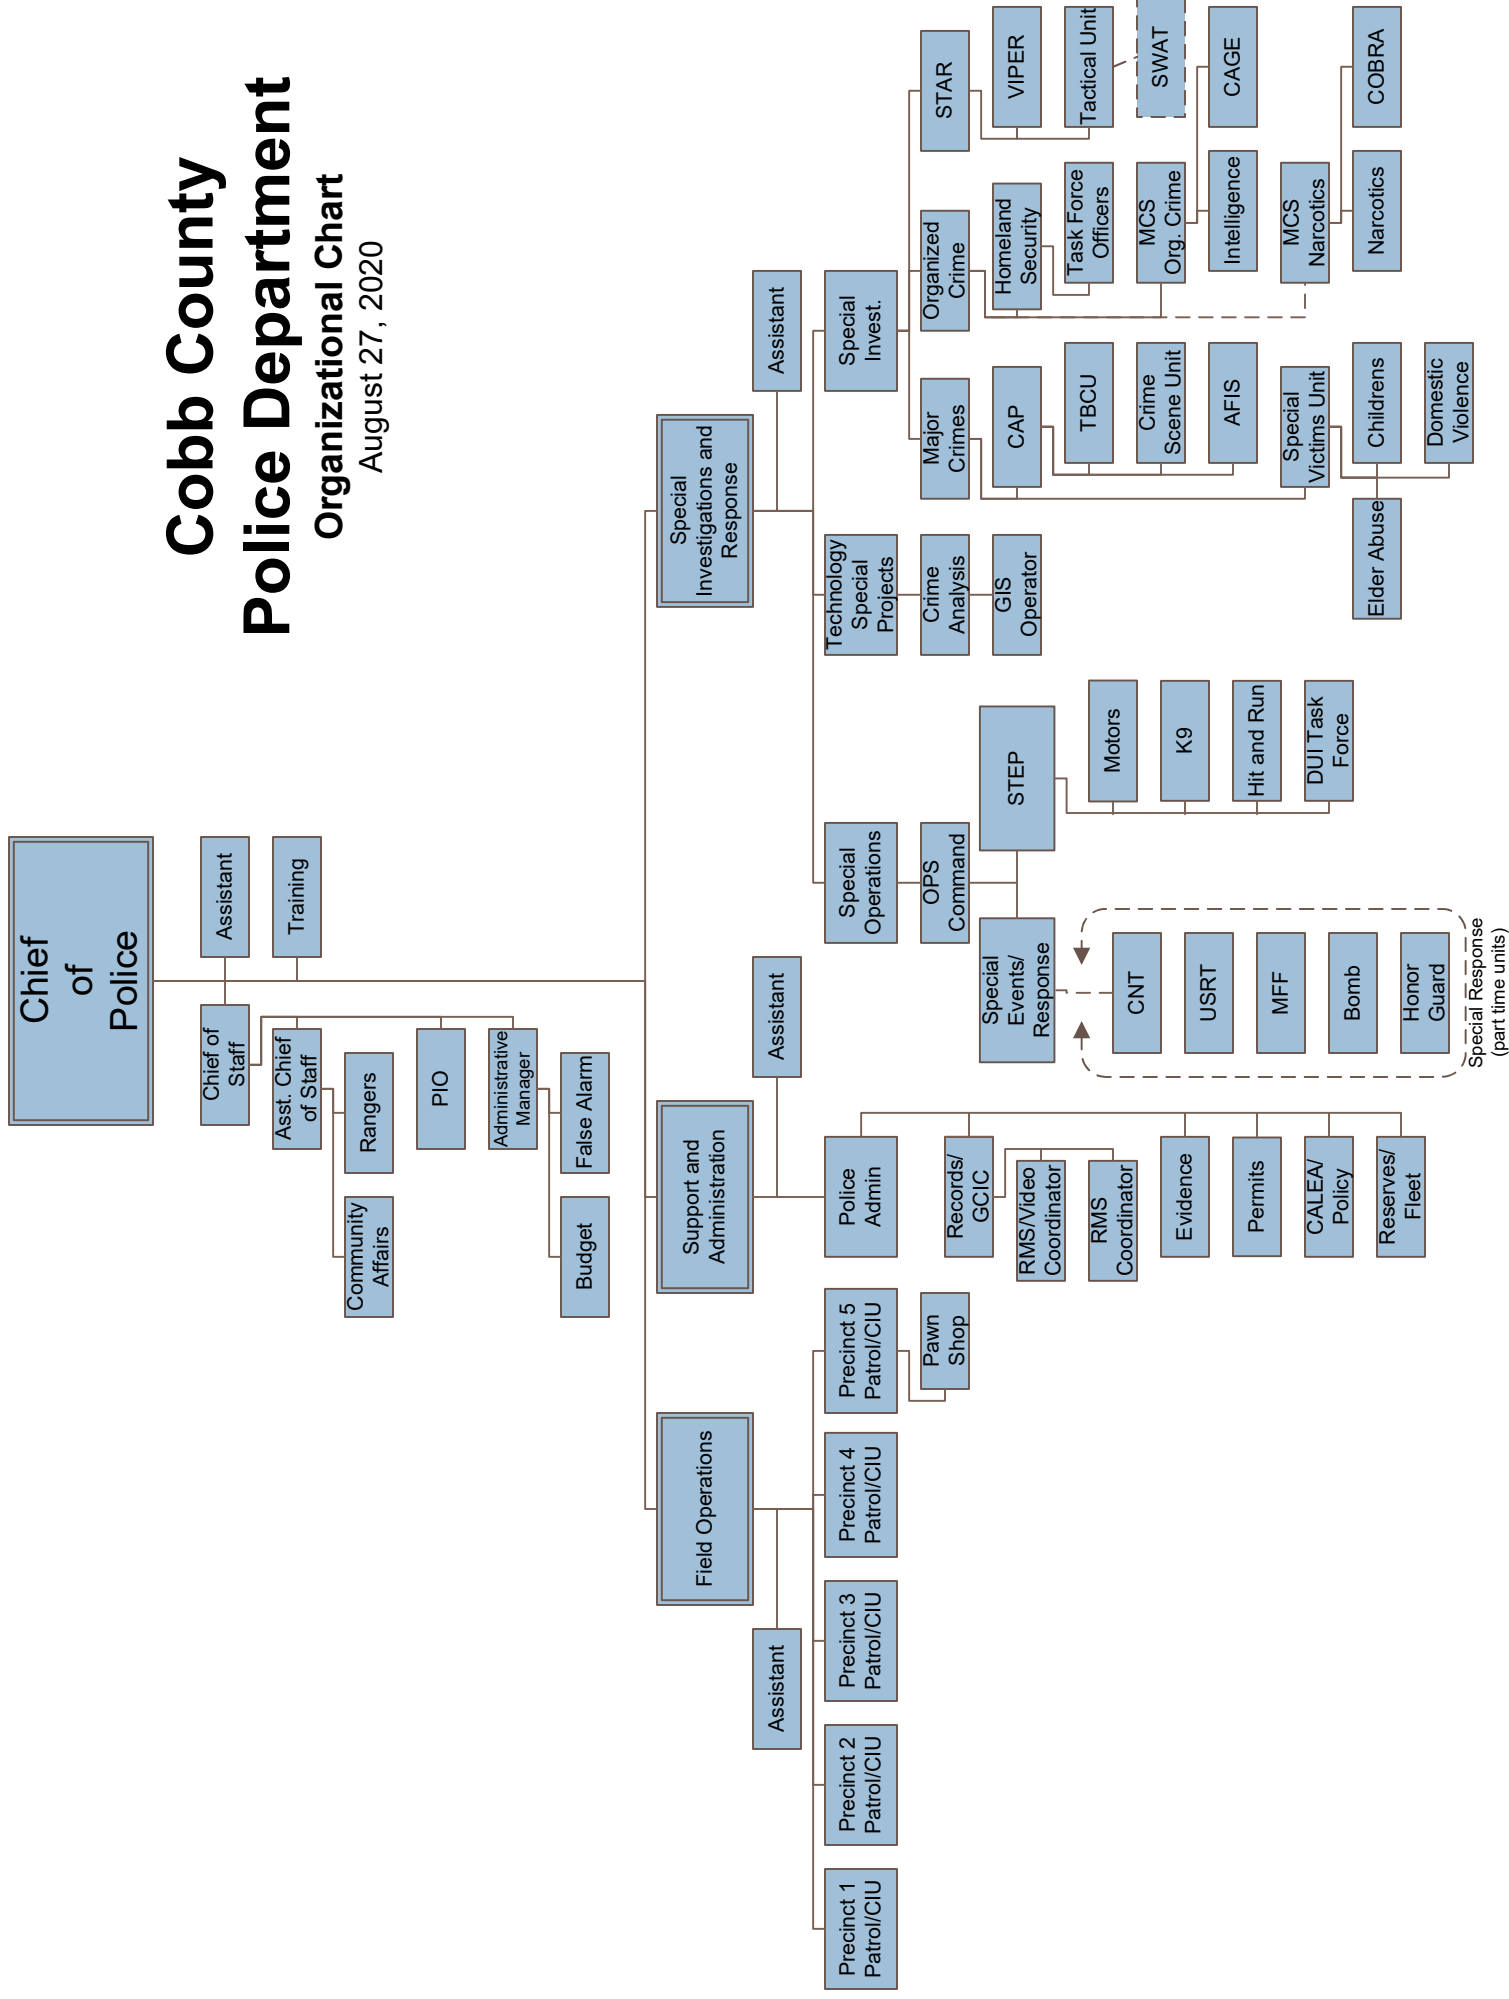 Cobb County
Police Department
Organizational Chart
August 27, 2020
Chief
of
Police
Chief of
Staff
Assistant
Training
Asst. Chief
of Staff
Community
Affairs
Rangers
PIO
Administrative
Manager
Budget
False Alarm
Field Operations
Support and
Administration
Special
Investigations and
Response
Assistant
Assistant
Assistant
Precinct 1
Patrol/CIU
Precinct 2
Patrol/CIU
Precinct 3
Patrol/CIU
Precinct 4
Patrol/CIU
Precinct 5
Patrol/CIU
Pawn
Shop
Police
Admin
Records/
GCIC
RMS/Video
Coordinator
RMS
Coordinator
Evidence
Permits
CALEA/
Policy
Reserves/
Fleet
Special
Operations
OPS
Command
Special
Events/
Response
CNT
USRT
MFF
Bomb
Honor
Guard
Special Response
(part time units)
STEP
Motors
K9
Hit and Run
DUI Task
Force
Technology
Special
Projects
Crime
Analysis
GIS
Operator
Special
Invest.
Major
Crimes
CAP
TBCU
Crime
Scene Unit
AFIS
Special
Victims Unit
Elder Abuse
Childrens
Domestic
Violence
Organized
Crime
Homeland
Security
Task Force
Officers
MCS
Org. Crime
Intelligence
CAGE
MCS
Narcotics
Narcotics
COBRA
STAR
VIPER
Tactical Unit
SWAT